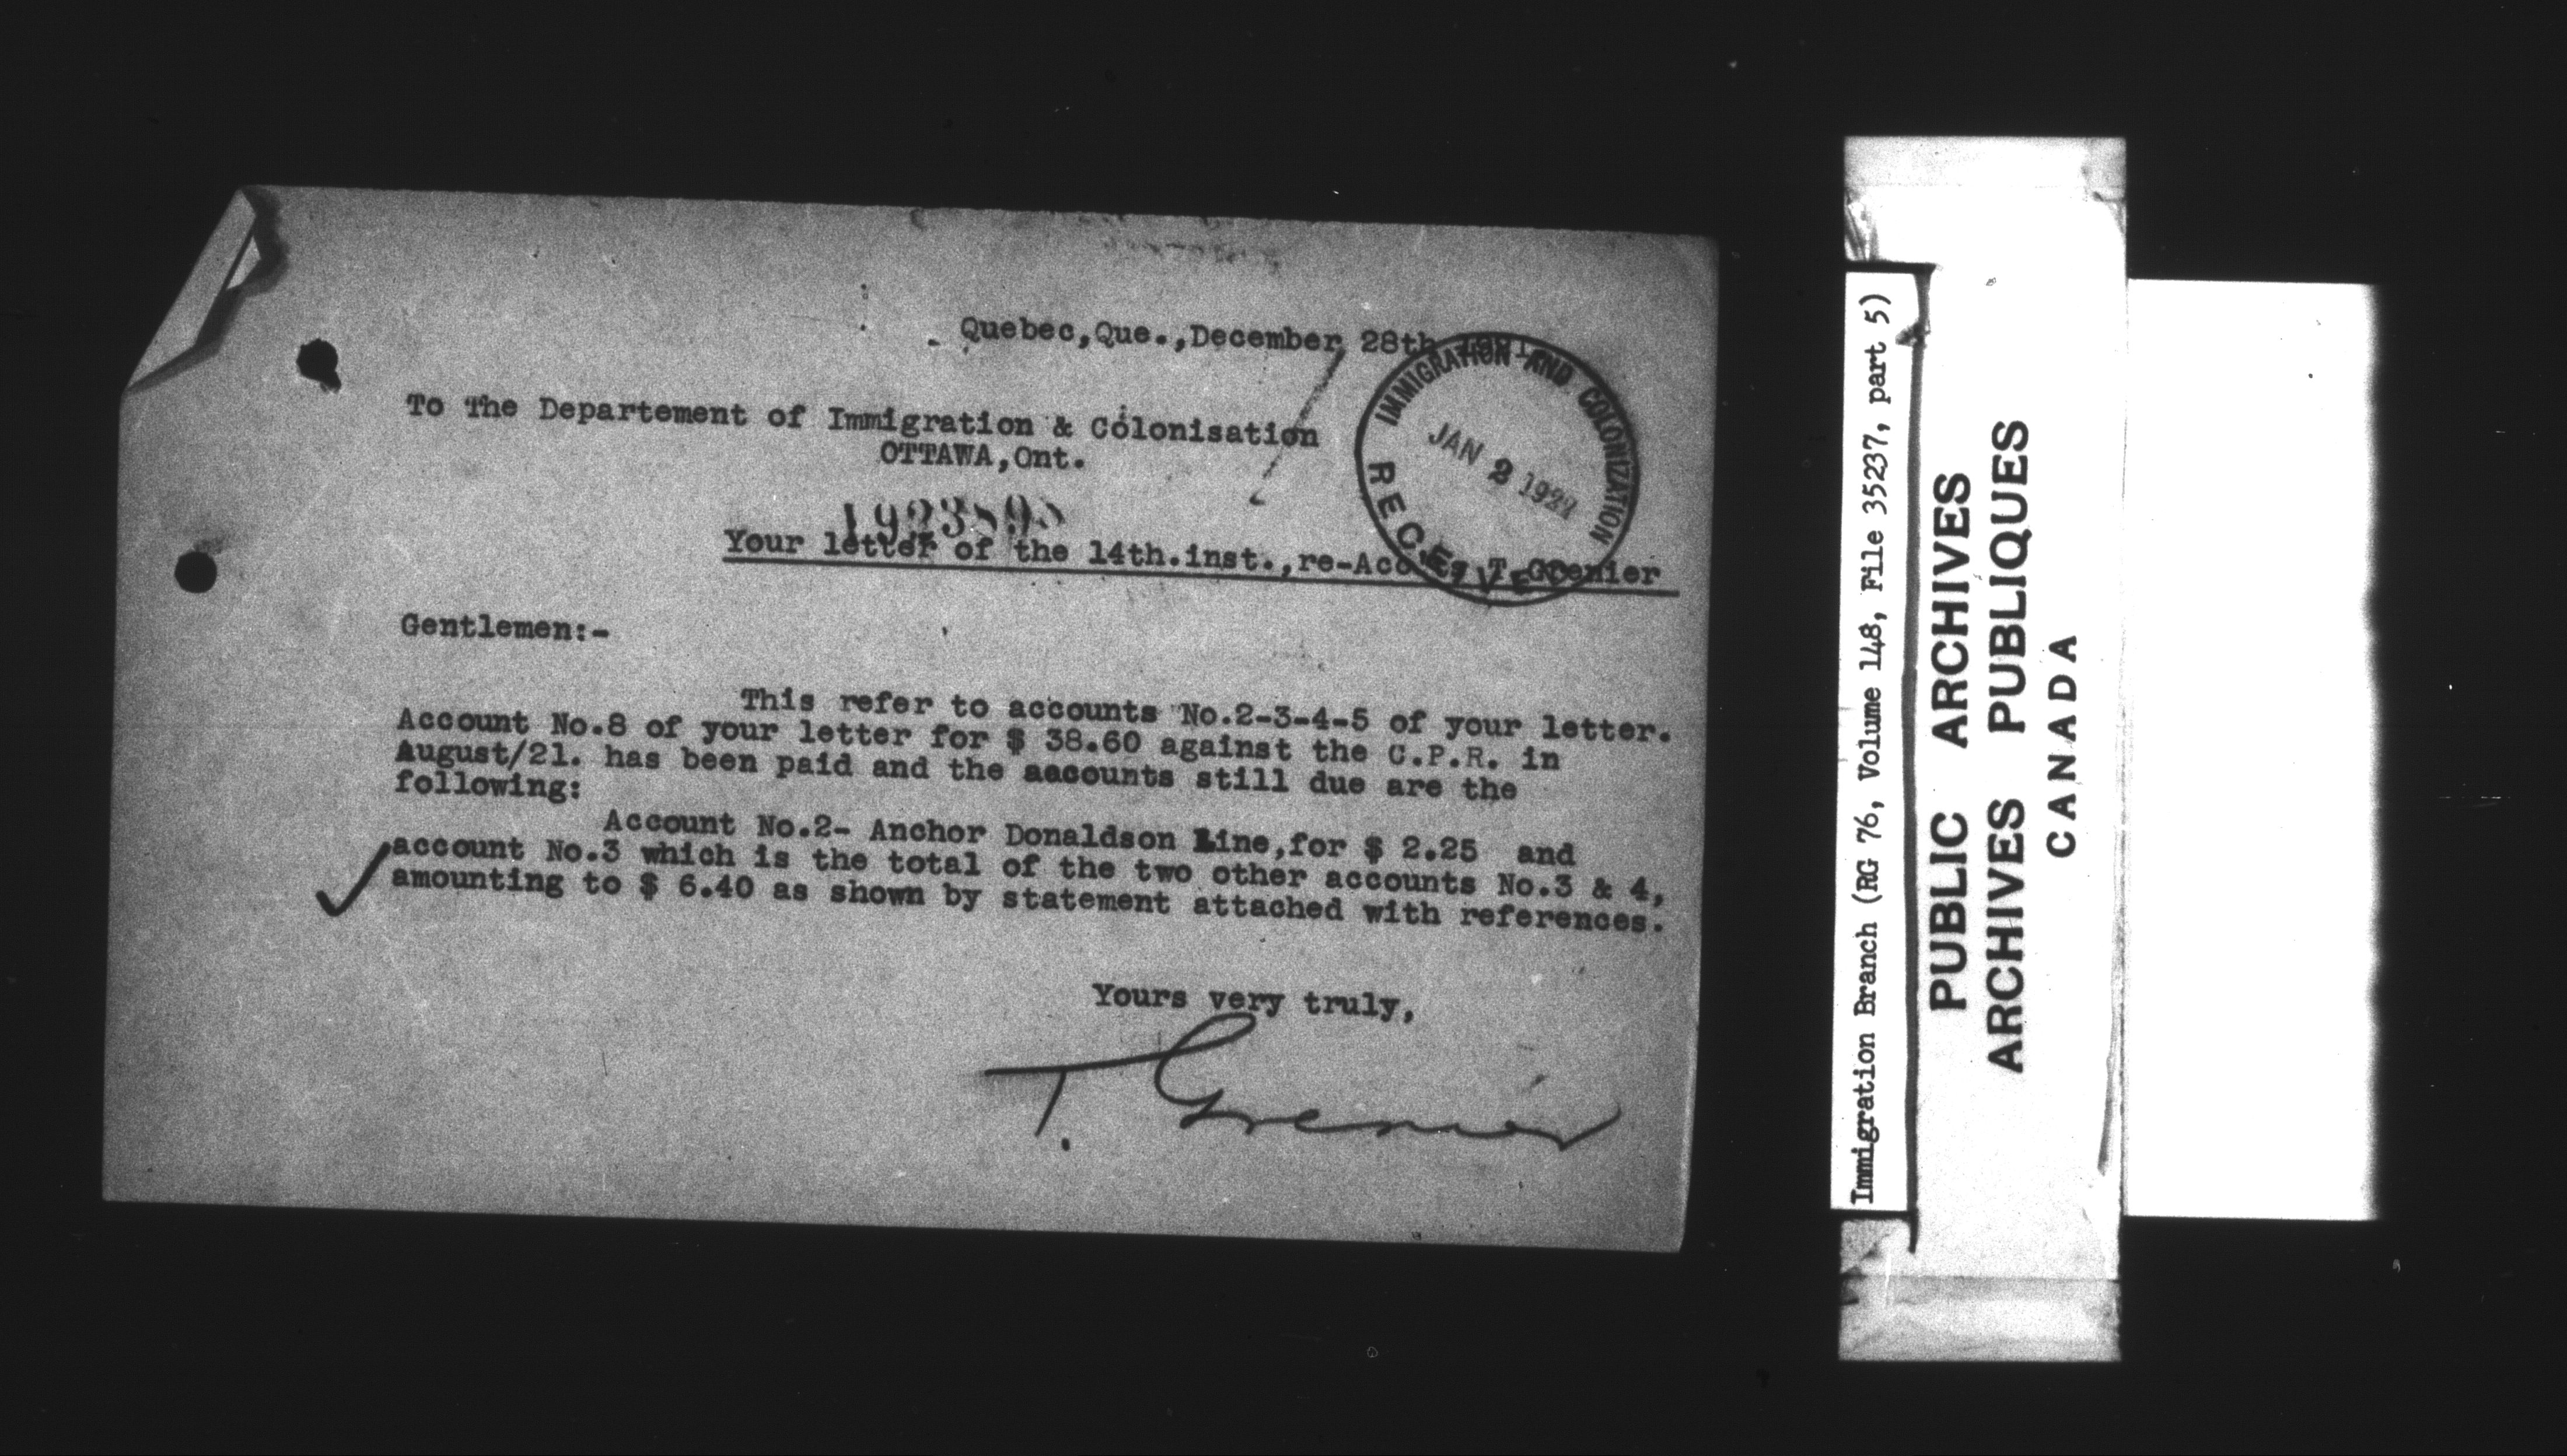 Quebec,Que.,December 28th
IMMIGRATION AND COLONIZATION
JAN 2 1922
RECEIVED
To The Departement of Immigration & Colonisation
OTTAWA,Ont.
Your letter of the 14th.inst.,re-Acc T Grenier
Gentlemen:-
This refer to accounts No.2-3-4-5 of your letter.
Account No.8 of your letter for $ 38.60 against the C.P.R. in
August/21. has been paid and the aacounts still due are the
following:
Account No.2- Anchor Donaldson Line,for $ 2.25 and
account No.3 which is the total of the two other accounts No.3 & 4,
amounting to $ 6.40 as shown by statement attached with references.
Yours very truly,
T. Grenier
Immigration Branch (RG 76, Volume 148, File 35237, part 5)
PUBLIC ARCHIVES
ARCHIVES PUBLIQUES
CANADA